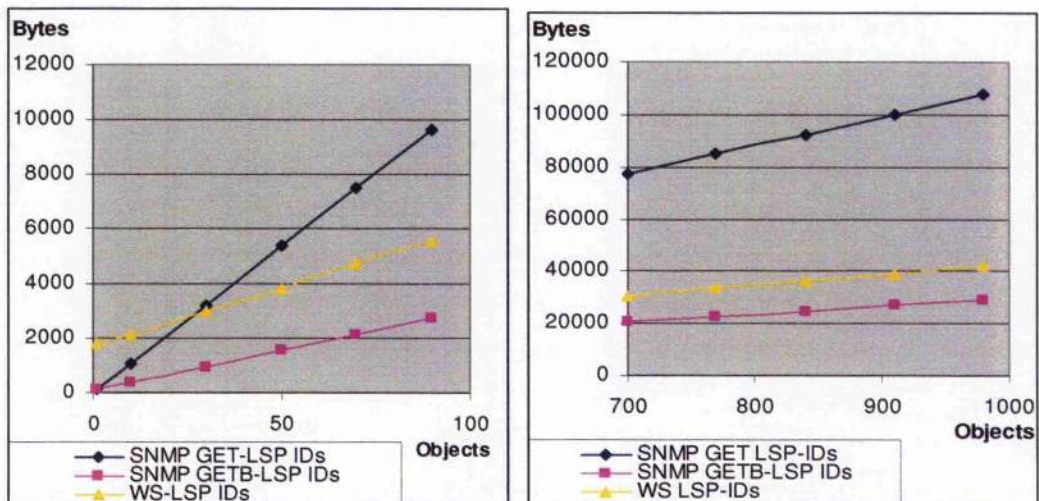 Bytes
12000
10000
8000
6000
4000
2000
0
0 50 100
Objects
SNMP GET-LSP IDs
SNMP GETB-LSP IDs
WS-LSP IDs
Bytes
120000
100000
80000
60000
40000
20000
0
700 800 900 1000
Objects
SNMP GET LSP-IDs
SNMP GETB-LSP IDs
WS LSP-IDs